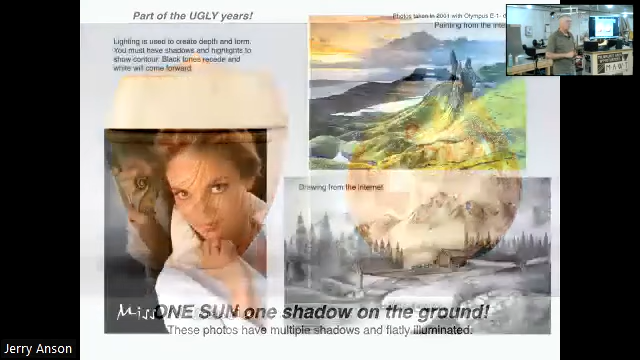 Part of the UGLY years!
Photos taken in 2001 with Olympus E-1
Painting from the inte
Lighting is used to create depth and form.
You must have shadows and highlights to
show contour. Black tones recede and
white will come forward.
Drawing from the internet
Miss
ONE SUN one shadow on the ground!
These photos have multiple shadows and flatly illuminated.
Jerry Anson